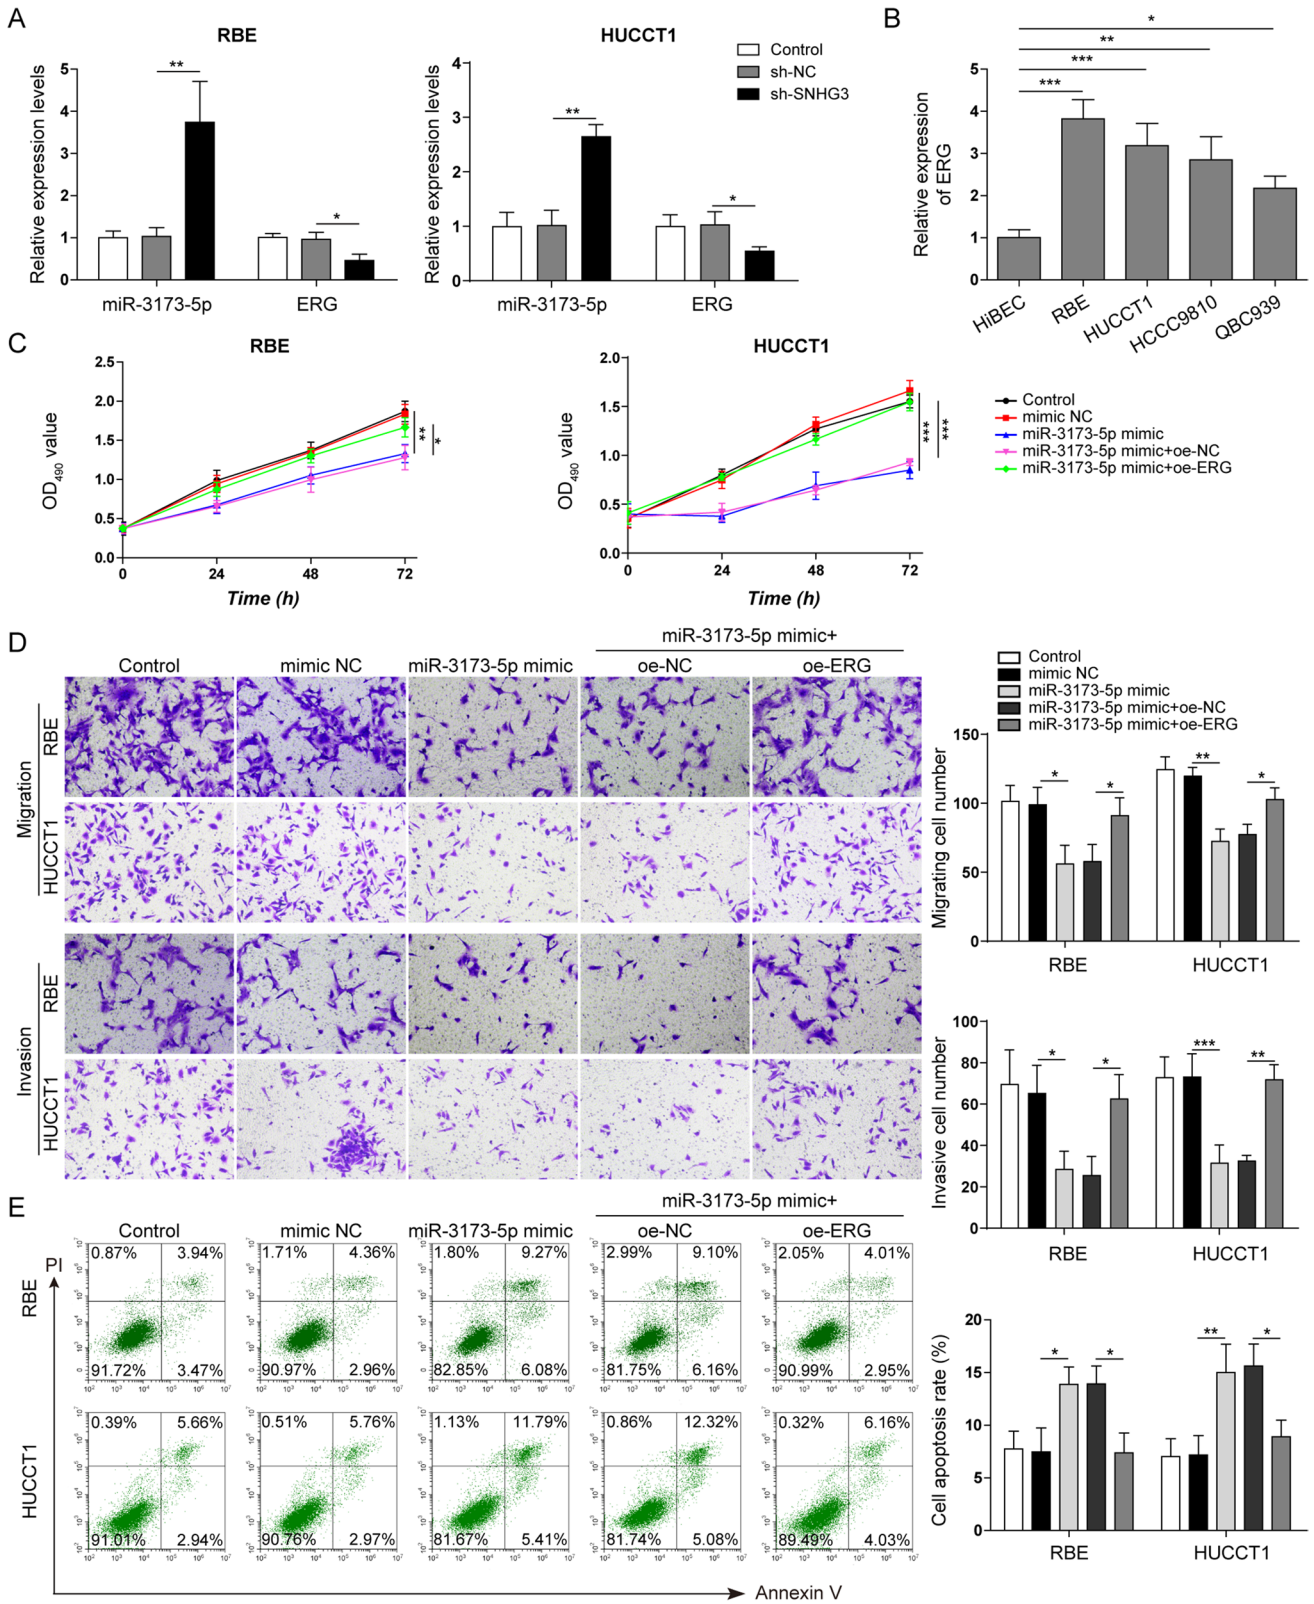 A
RBE
Relative expression levels
5
4
3
2
1
0
**
*
miR-3173-5p
ERG
HUCCT1
Relative expression levels
4
3
2
1
0
**
*
miR-3173-5p
ERG
Control
sh-NC
sh-SNHG3
B
Relative expression
of ERG
5
4
3
2
1
0
*
**
***
***
HiBEC
RBE
HUCCT1
HCCC9810
QBC939
C
RBE
OD490 value
2.5
2.0
1.5
1.0
0.5
0.0
0
24
48
72
Time (h)
**
*
HUCCT1
OD490 value
2.0
1.5
1.0
0.5
0.0
0
24
48
72
Time (h)
***
***
Control
mimic NC
miR-3173-5p mimic
miR-3173-5p mimic+oe-NC
miR-3173-5p mimic+oe-ERG
D
miR-3173-5p mimic+
Control
mimic NC
miR-3173-5p mimic
oe-NC
oe-ERG
Migration
RBE
HUCCT1
Invasion
RBE
HUCCT1
Control
mimic NC
miR-3173-5p mimic
miR-3173-5p mimic+oe-NC
miR-3173-5p mimic+oe-ERG
Migrating cell number
150
100
50
0
*
*
**
*
RBE
HUCCT1
Invasive cell number
100
80
60
40
20
0
*
*
***
**
RBE
HUCCT1
E
miR-3173-5p mimic+
Control
mimic NC
miR-3173-5p mimic
oe-NC
oe-ERG
PI
RBE
0.87% 3.94%
91.72% 3.47%
1.71% 4.36%
90.97% 2.96%
1.80% 9.27%
82.85% 6.08%
2.99% 9.10%
81.75% 6.16%
2.05% 4.01%
90.99% 2.95%
HUCCT1
0.39% 5.66%
91.01% 2.94%
0.51% 5.76%
90.76% 2.97%
1.13% 11.79%
81.67% 5.41%
0.86% 12.32%
81.74% 5.08%
0.32% 6.16%
89.49% 4.03%
Annexin V
Cell apoptosis rate (%)
20
15
10
5
0
*
*
**
*
RBE
HUCCT1